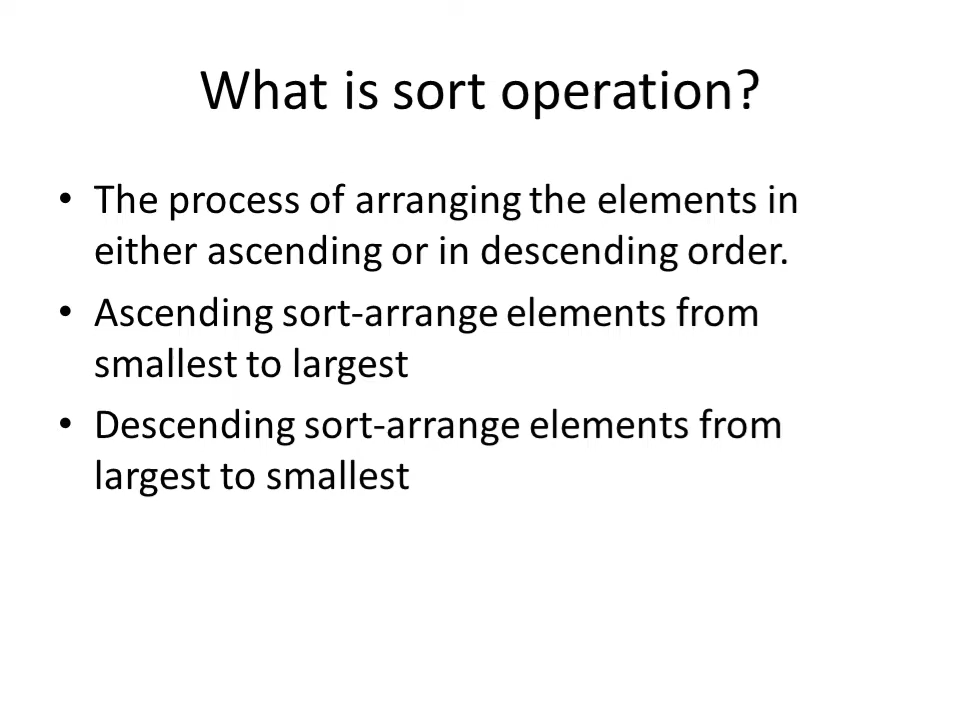 What is sort operation?
• The process of arranging the elements in
either ascending or in descending order.
• Ascending sort-arrange elements from
smallest to largest
• Descending sort-arrange elements from
largest to smallest